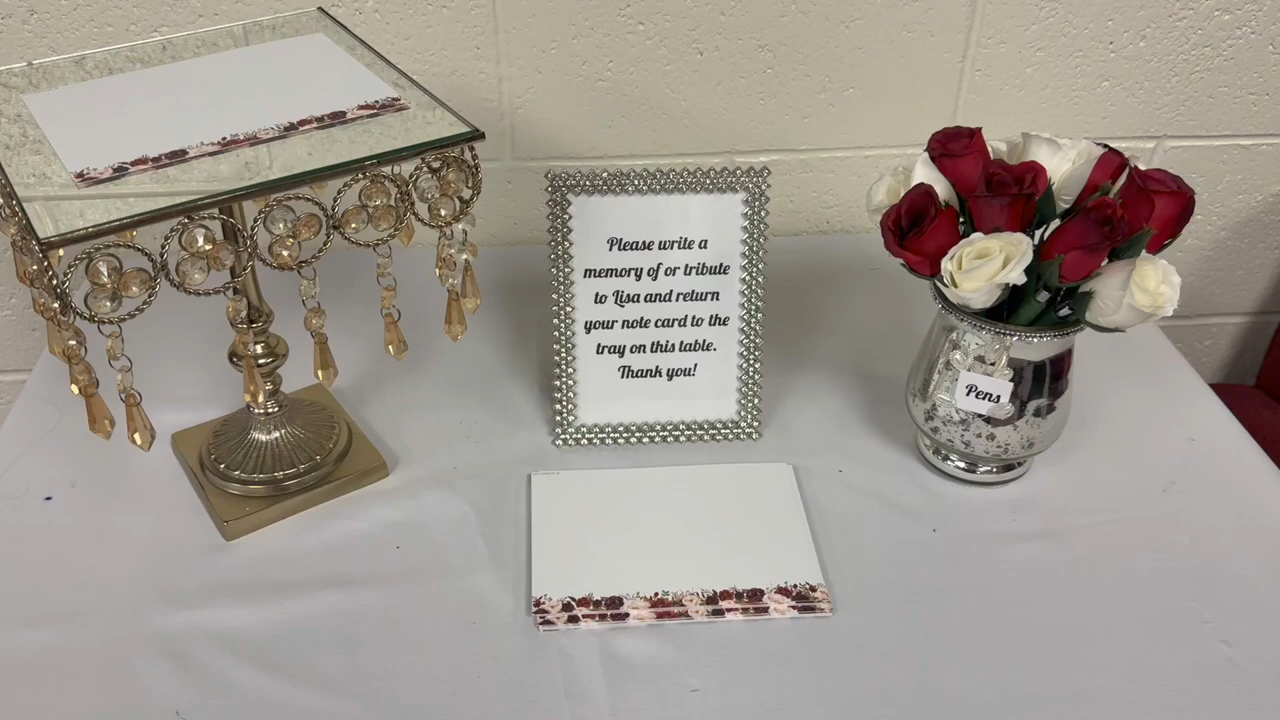 Please write a
memory of or tribute
to Lisa and return
your note card to the
tray on this table.
Thank you!
Pens